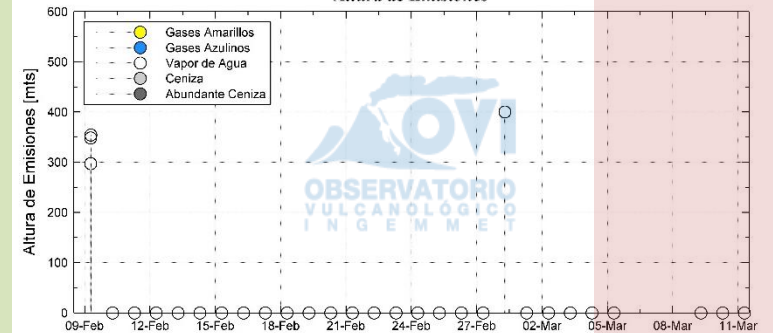 600
Gases Amarillos
Gases Azulinos
Vapor de Agua
Ceniza
Abundante Ceniza
500
400
300
200
100
0
Altura de Emisiones [mts]
OVI
OBSERVATORIO
VULCANOLÓGICO
INGEMMET
09-Feb 12-Feb 15-Feb 18-Feb 21-Feb 24-Feb 27-Feb 02-Mar 05-Mar 08-Mar 11-Mar